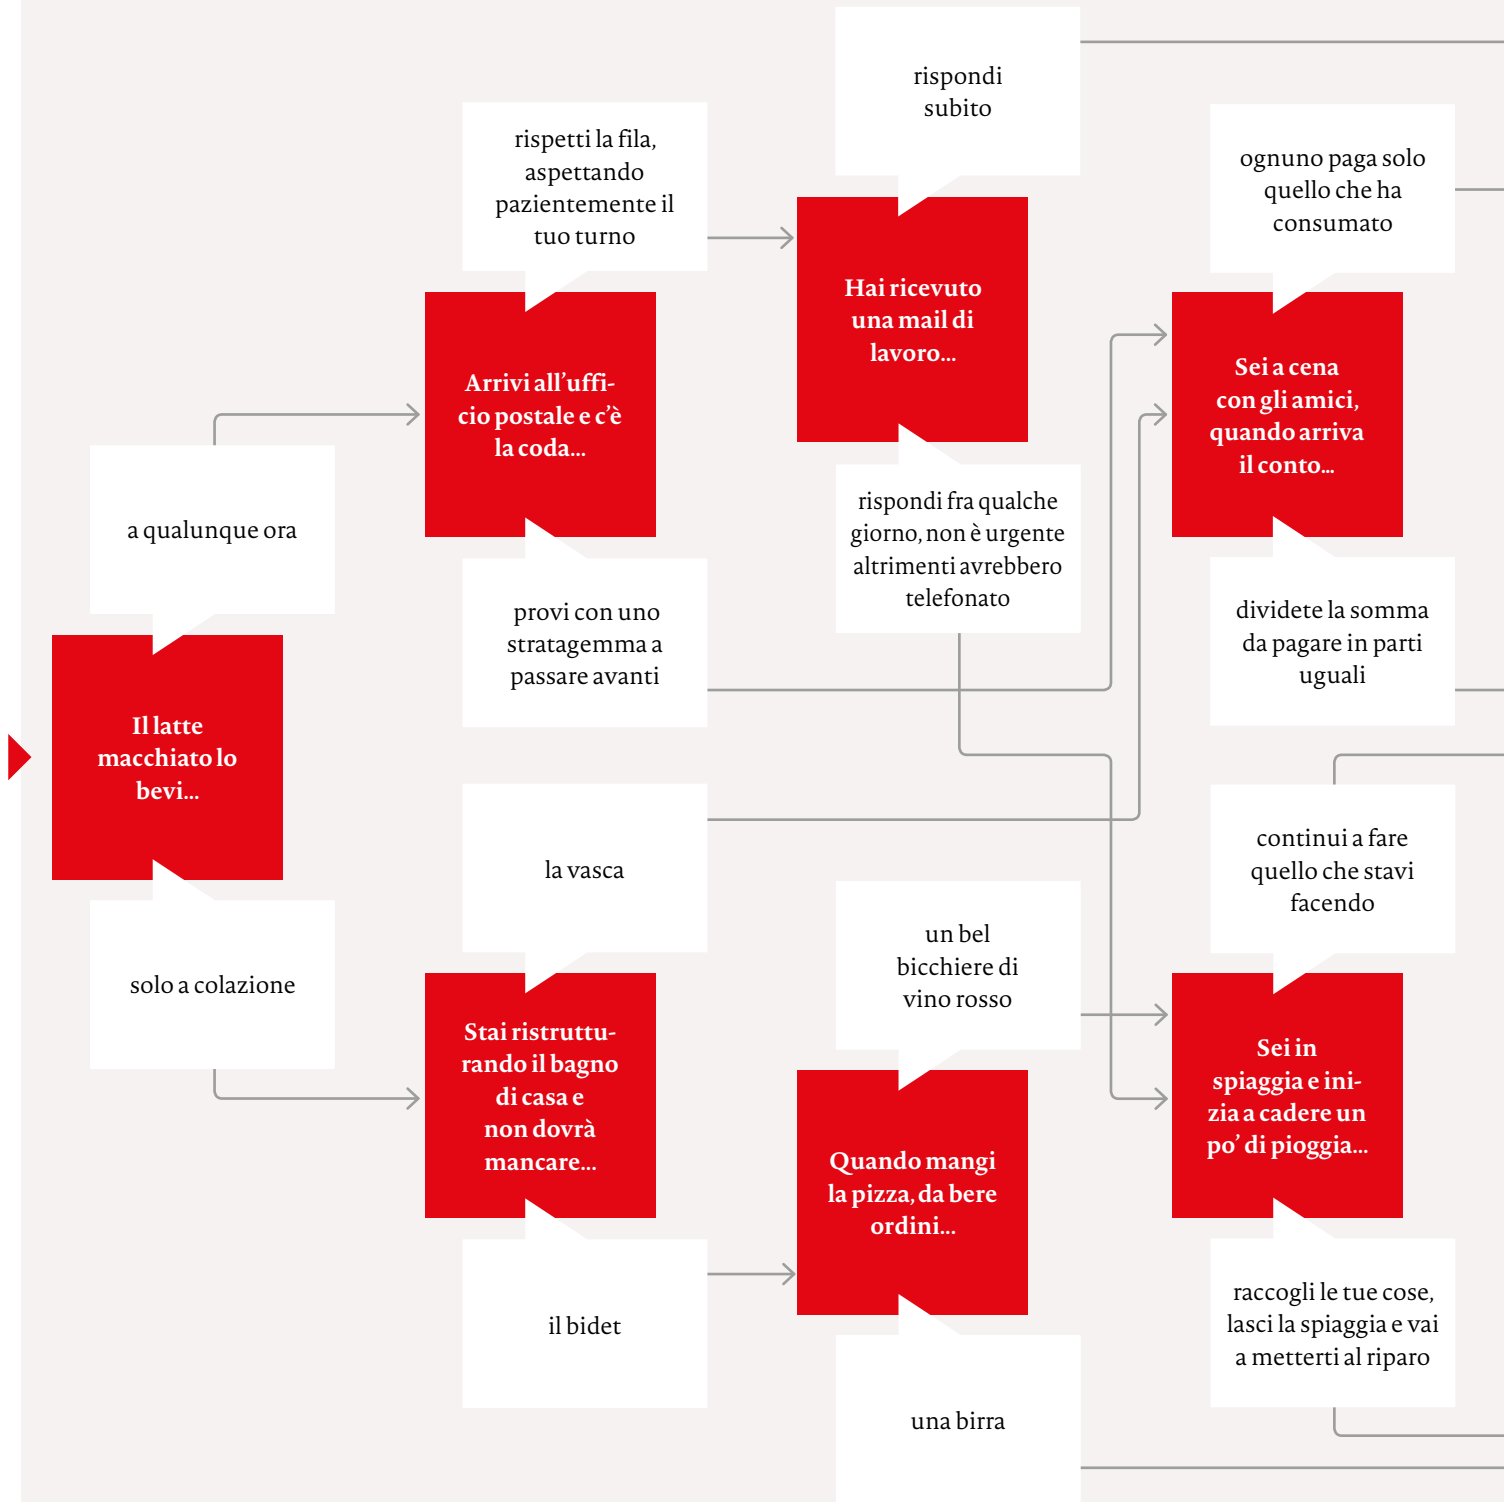 Il latte
macchiato lo
bevi...
a qualunque ora
solo a colazione
rispetti la fila,
aspettando
pazientemente il
tuo turno
Arrivi all’uffi-
cio postale e c’è
la coda...
provi con uno
stratagemma a
passare avanti
la vasca
Stai ristruttu-
rando il bagno
di casa e
non dovrà
mancare...
il bidet
rispondi
subito
Hai ricevuto
una mail di
lavoro...
rispondi fra qualche
giorno, non è urgente
altrimenti avrebbero
telefonato
un bel
bicchiere di
vino rosso
Quando mangi
la pizza, da bere
ordini...
una birra
ognuno paga solo
quello che ha
consumato
Sei a cena
con gli amici,
quando arriva
il conto...
dividete la somma
da pagare in parti
uguali
continui a fare
quello che stavi
facendo
Sei in
spiaggia e ini-
zia a cadere un
po’ di pioggia...
raccogli le tue cose,
lasci la spiaggia e vai
a metterti al riparo